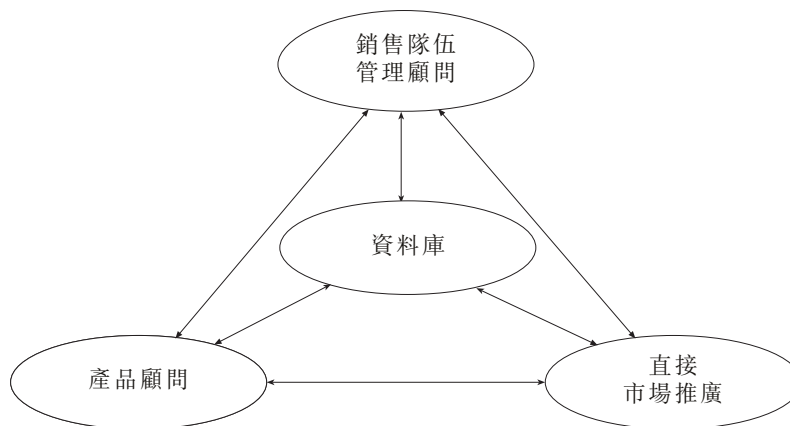 銷售隊伍
管理顧問
資料庫
產品顧問
直接
市場推廣